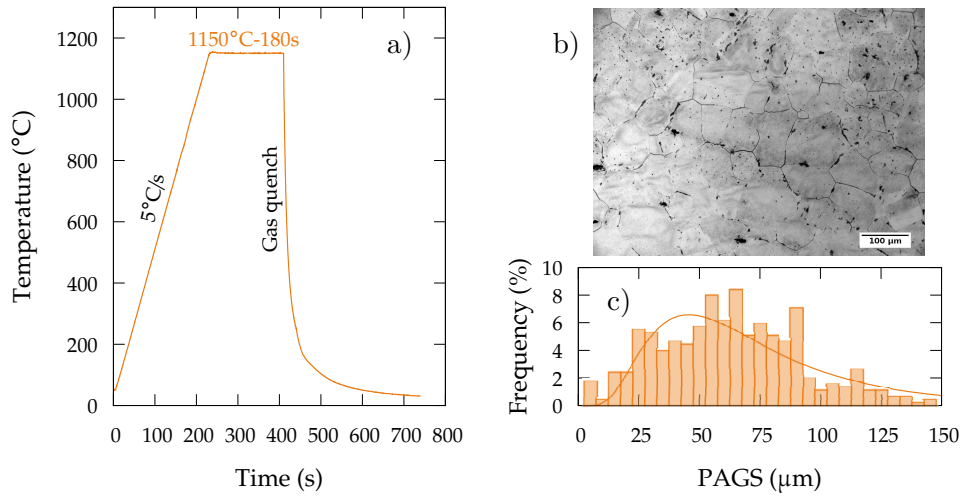 a)
1150°C-180s
5°C/s
Gas quench
Temperature (°C)
1200
1000
800
600
400
200
0
0 100 200 300 400 500 600 700 800
Time (s)
b)
100 µm
c)
Frequency (%)
10
8
6
4
2
0
0 25 50 75 100 125 150
PAGS (µm)